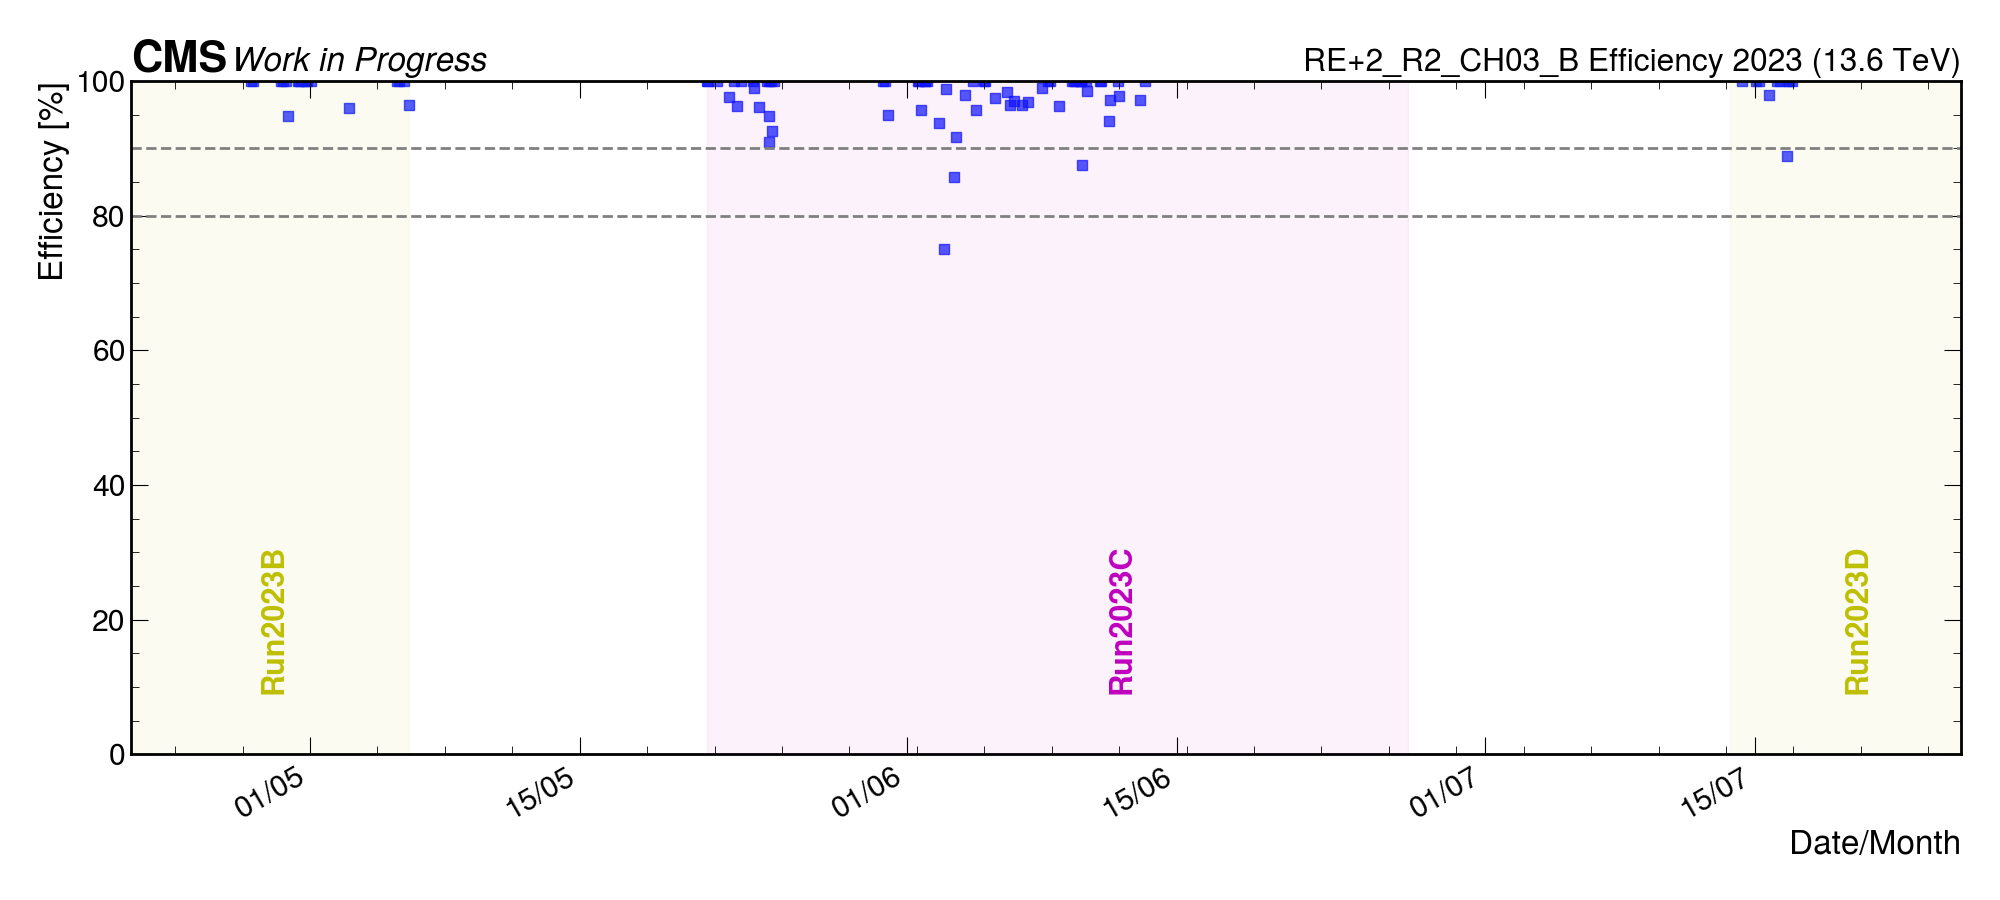 CMS Work in Progress
RE+2_R2_CH03_B Efficiency 2023 (13.6 TeV)
Efficiency [%]
100
80
60
40
20
0
Run2023B
Run2023C
Run2023D
01/05
15/05
01/06
15/06
01/07
15/07
Date/Month